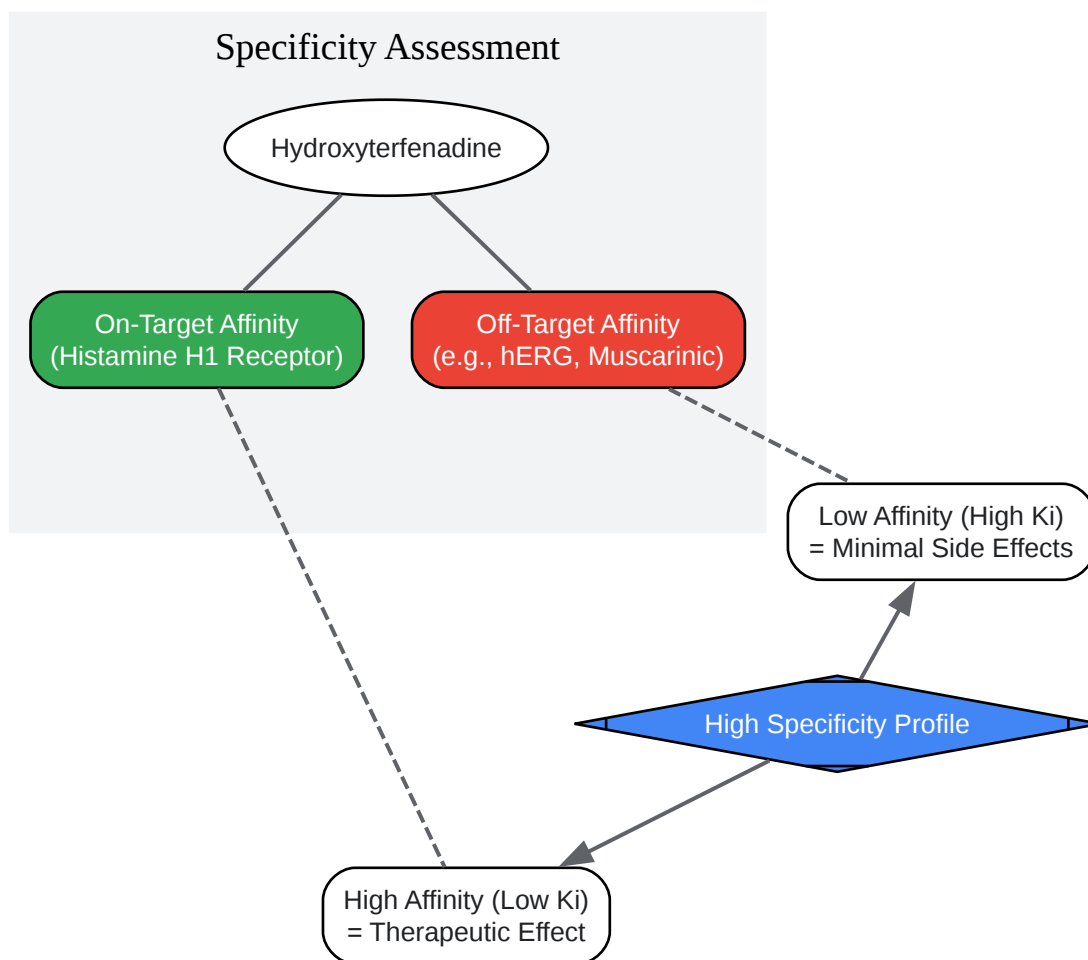 Specificity Assessment
Hydroxyterfenadine
On-Target Affinity
(Histamine H1 Receptor)
Off-Target Affinity
(e.g., hERG, Muscarinic)
Low Affinity (High Ki)
= Minimal Side Effects
High Specificity Profile
High Affinity (Low Ki)
= Therapeutic Effect